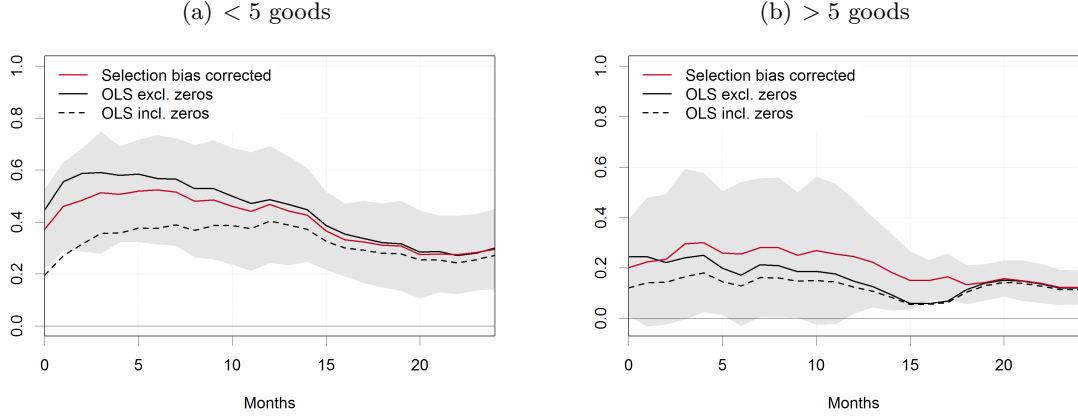 (a) < 5 goods
1.0
0.8
0.6
0.4
0.2
0.0
Selection bias corrected
OLS excl. zeros
OLS incl. zeros
0 5 10 15 20
Months
(b) > 5 goods
1.0
0.8
0.6
0.4
0.2
0.0
Selection bias corrected
OLS excl. zeros
OLS incl. zeros
0 5 10 15 20
Months